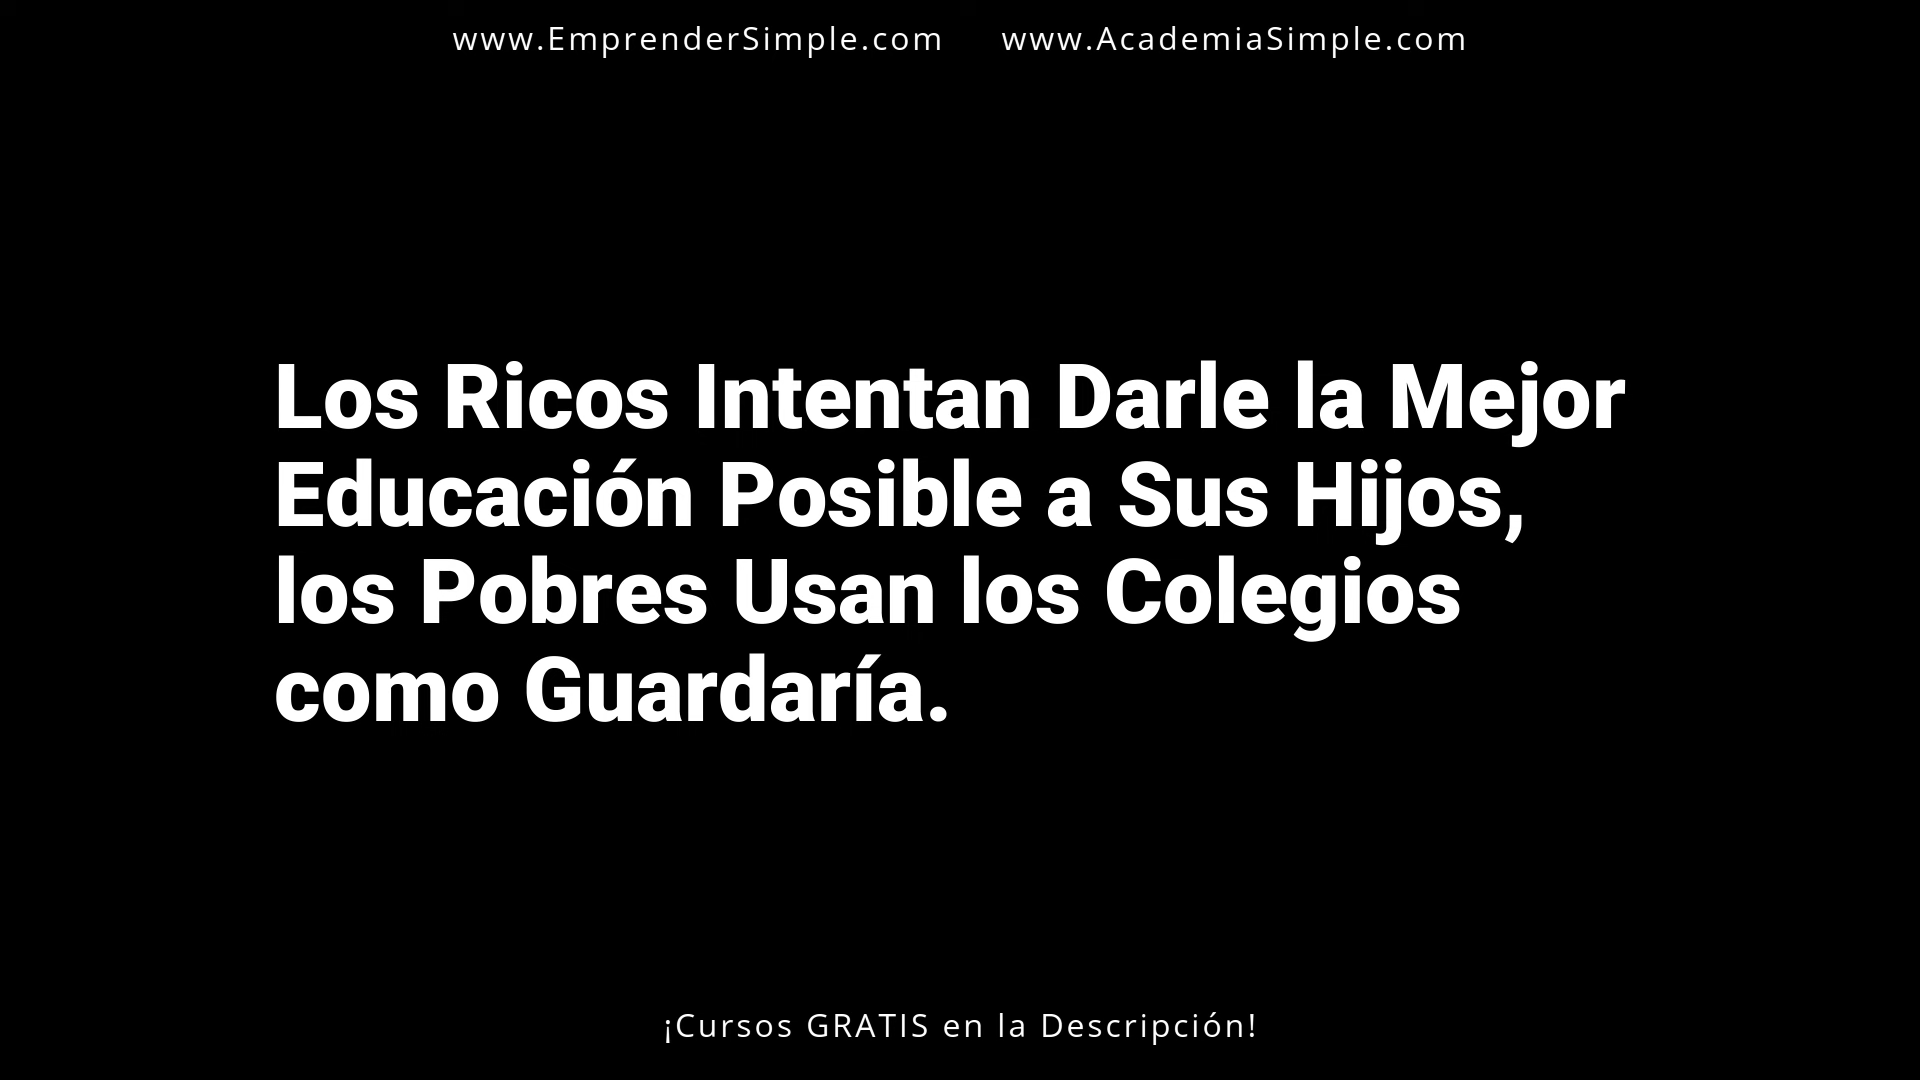 www.EmprenderSimple.com www.AcademiaSimple.com
Los Ricos Intentan Darle la Mejor
Educación Posible a Sus Hijos,
los Pobres Usan los Colegios
como Guardaría.
¡Cursos GRATIS en la Descripción!